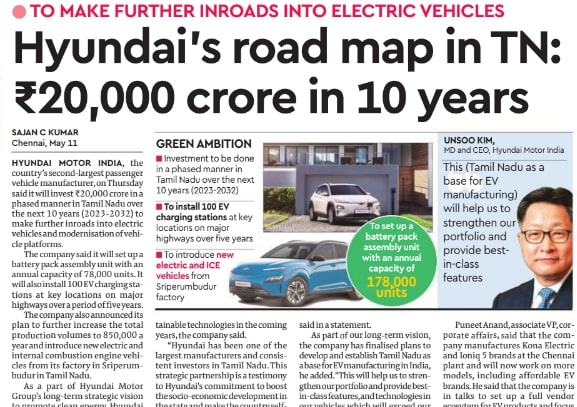 TO MAKE FURTHER INROADS INTO ELECTRIC VEHICLES
Hyundai's road map in TN:
₹20,000 crore in 10 years
SAJAN C KUMAR
Chennai, May 11
HYUNDAI MOTOR INDIA, the
country's second-largest passenger
vehicle manufacturer, on Thursday
said it will invest ₹20,000 crore in a
phased manner in Tamil Nadu over
the next 10 years (2023-2032) to
make further inroads into electric
vehicles and modernisation of vehi-
cle platforms.
The company said it will set up a
battery pack assembly unit with an
annual capacity of 78,000 units. It
will also install 100 EV charging sta-
tions at key locations on major
highways over a period of five years.
The company also announced its
plan to further increase the total
production volumes to 850,000 a
year and introduce new electric and
internal combustion engine vehi-
cles from its factory in Sriperum-
budur in Tamil Nadu.
As a part of Hyundai Motor
Group's long-term strategic vision
to promote clean energy, Hyundai
GREEN AMBITION
Investment to be done
in a phased manner in
Tamil Nadu over the next
10 years (2023-2032)
To install 100 EV
charging stations at key
locations on major
highways over five years
To introduce new
electric and ICE
vehicles from
Sriperumbudur
factory
To set up a
battery pack
assembly unit
with an annual
capacity of
178,000
units
UNSOO KIM,
MD and CEO, Hyundai Motor India
This (Tamil Nadu as a
base for EV
manufacturing)
will help us to
strengthen our
portfolio and
provide best-
in-class
features
tainable technologies in the coming
years, the company said.
"Hyundai has been one of the
largest manufacturers and consis-
tent investors in Tamil Nadu. This
strategic partnership is a testimony
to Hyundai's commitment to boost
the socio-economic development in
the state and make the country self-
said in a statement.
As part of our long-term vision,
the company has finalised plans to
develop and establish Tamil Nadu as
a base for EV manufacturing in India,
he added. "This will help us to stren-
gthen our portfolio and provide best-
in-class features, and technologies in
our vehicles which will exceed our
Puneet Anand, associate VP, cor-
porate affairs, said that the com-
pany manufactures Kona Electric
and Ioniq 5 brands at the Chennai
plant and will now work on more
models, including affordable EV
brands. He said that the company is
in talks to set up a full vendor
ecosystem for EV products and focus